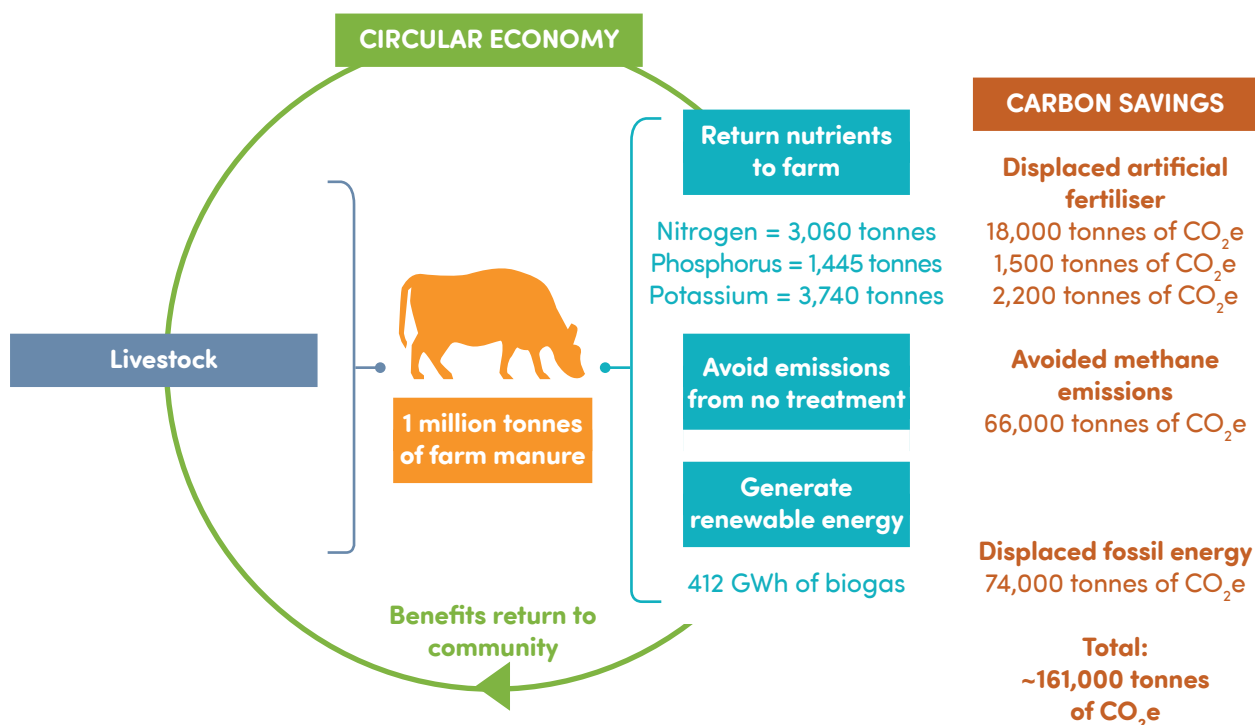 CIRCULAR ECONOMY
Livestock
1 million tonnes
of farm manure
Return nutrients
to farm
Nitrogen = 3,060 tonnes
Phosphorus = 1,445 tonnes
Potassium = 3,740 tonnes
Avoid emissions
from no treatment
Generate
renewable energy
412 GWh of biogas
Benefits return to
community
CARBON SAVINGS
Displaced artificial
fertiliser
18,000 tonnes of CO₂e
1,500 tonnes of CO₂e
2,200 tonnes of CO₂e
Avoided methane
emissions
66,000 tonnes of CO₂e
Displaced fossil energy
74,000 tonnes of CO₂e
Total:
~161,000 tonnes
of CO₂e